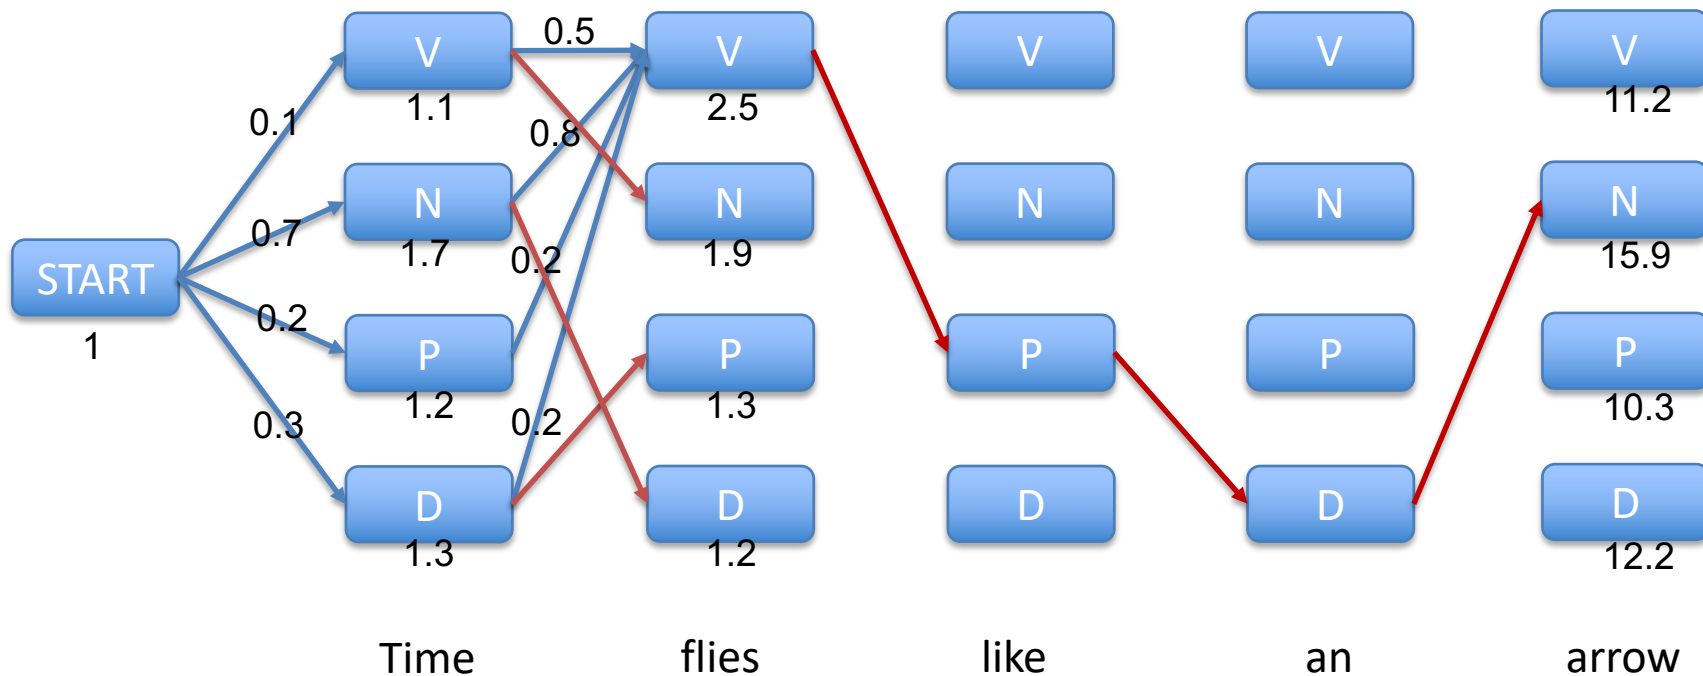 V 0.5 V V V V
1.1 2.5 11.2
0.1 0.8
N N N N N
0.7 1.7 0.2 1.9 15.9
START
1 0.2
P P P P P
1.2 1.3 10.3
0.3 0.2
D D D D D
1.3 1.2 12.2
Time flies like an arrow